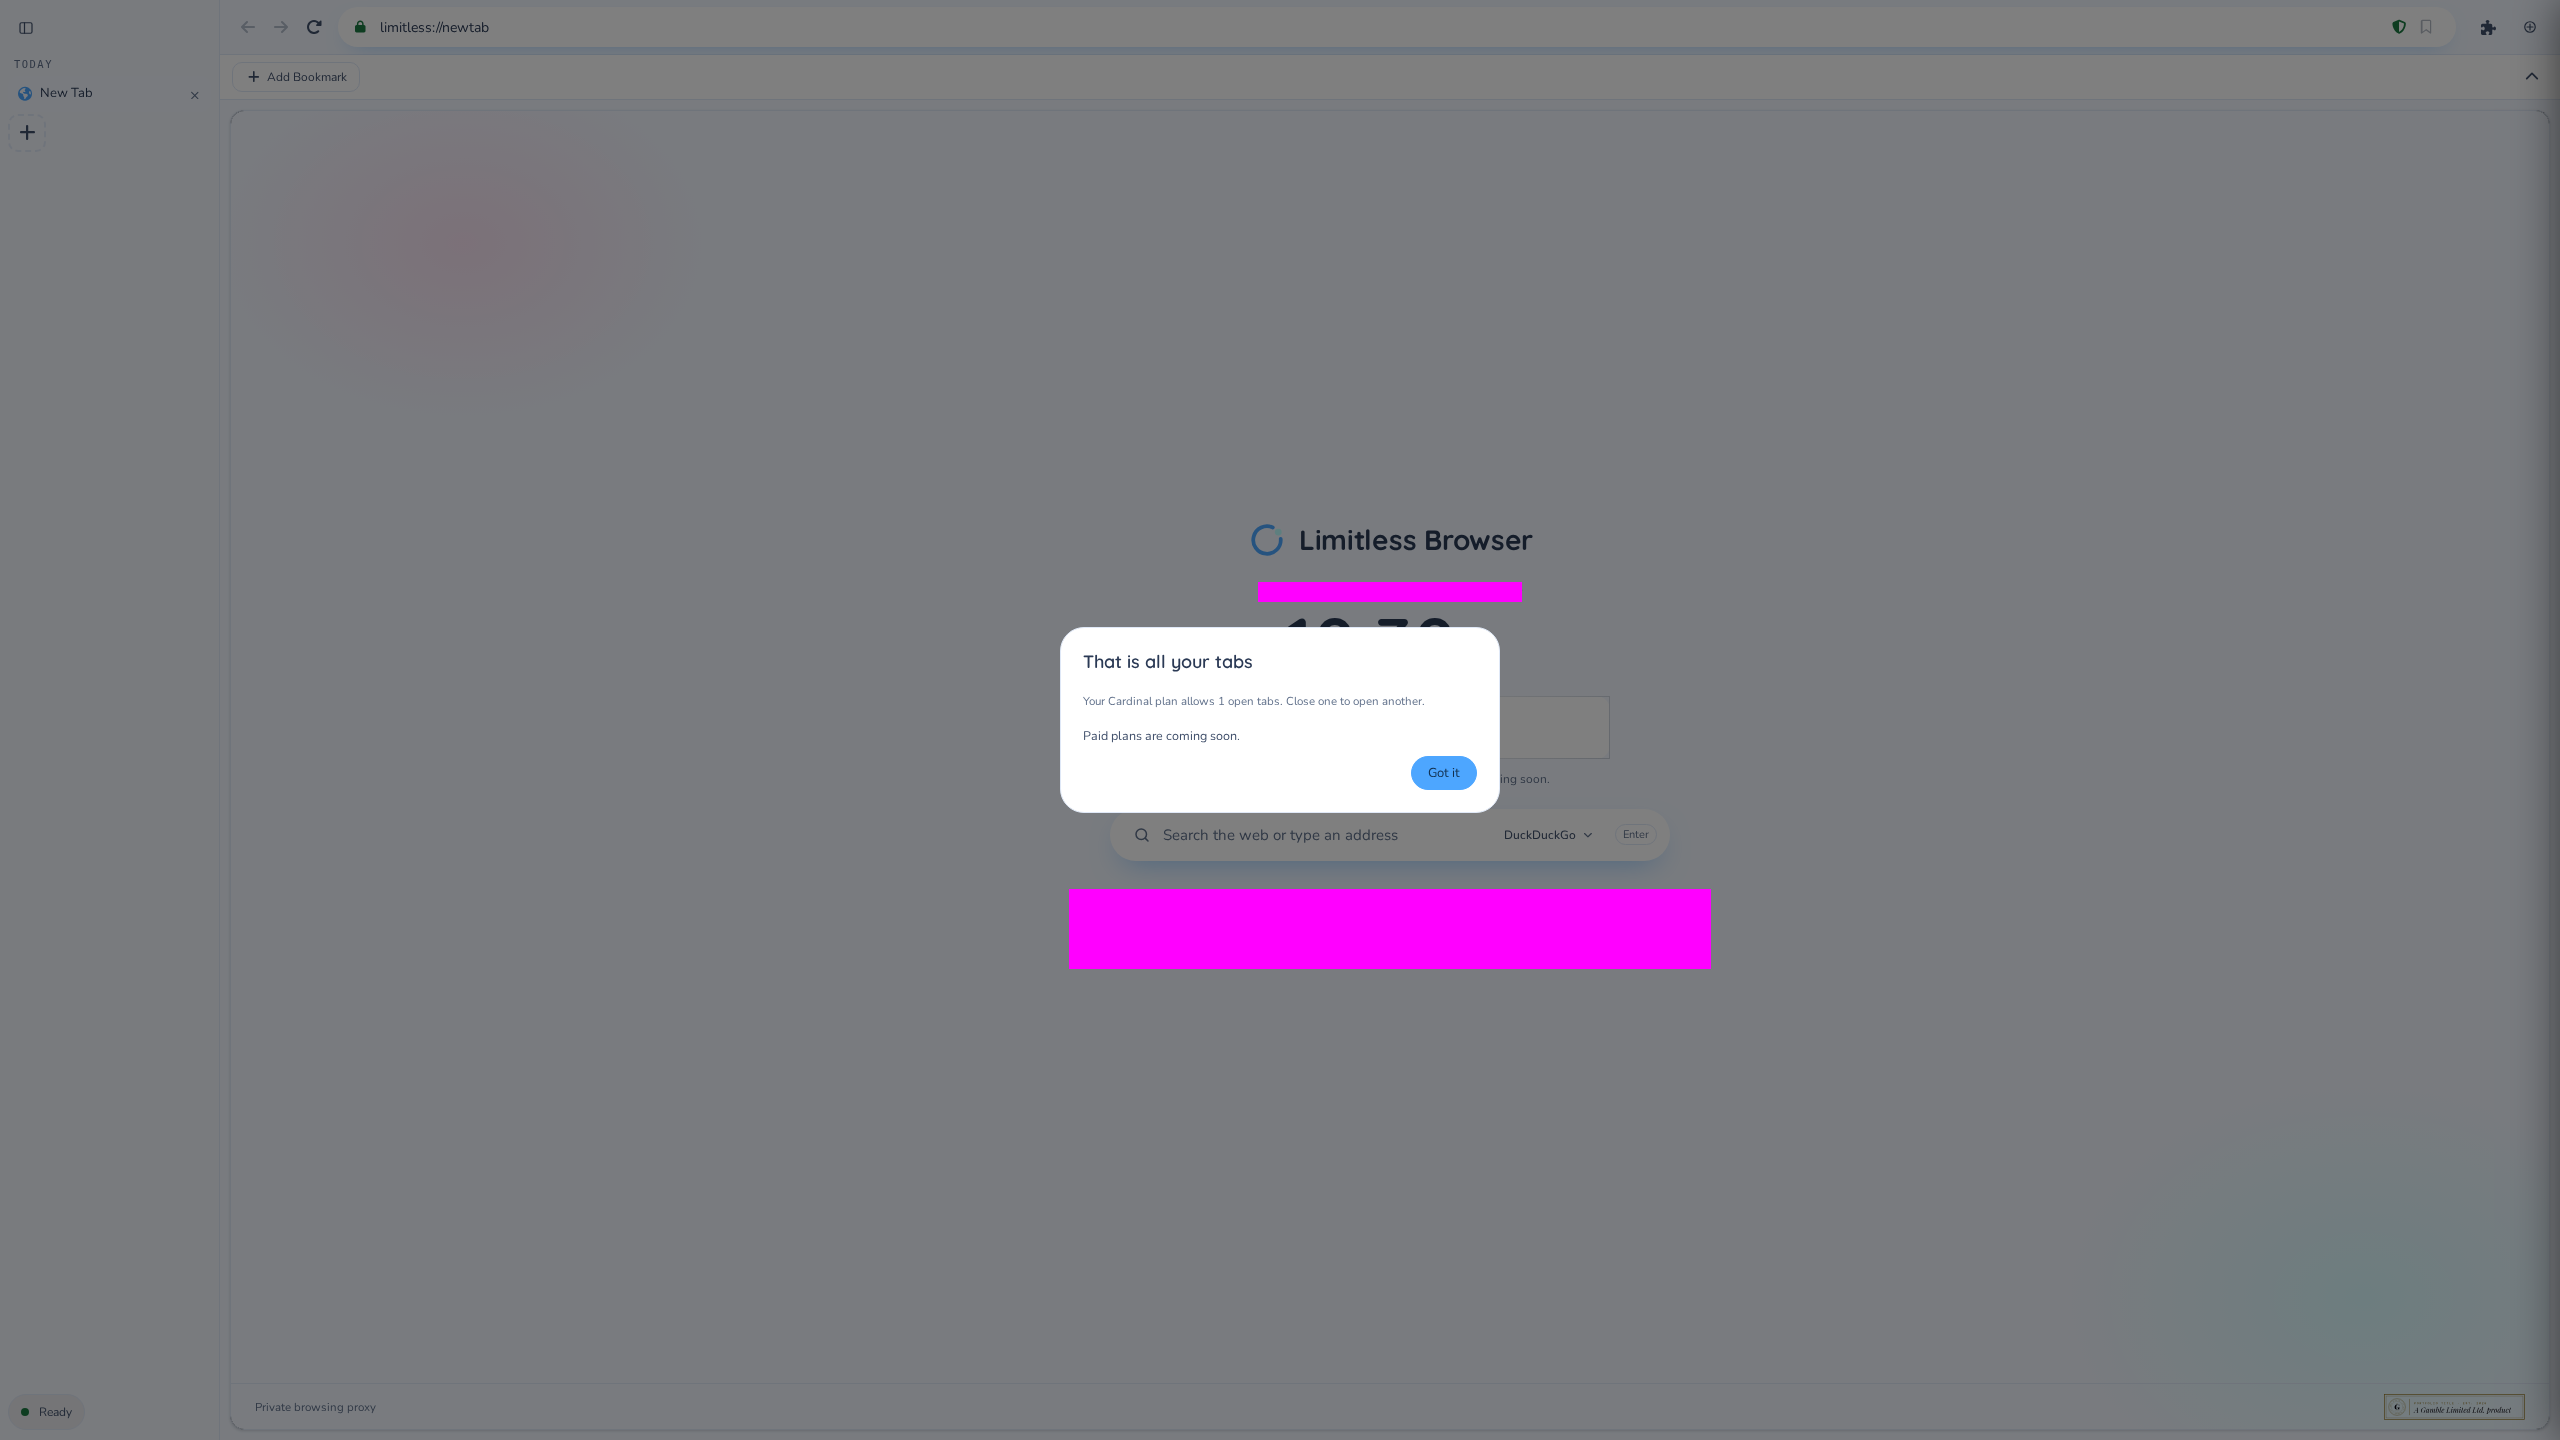 limitless://newtab
TODAY
New Tab
Add Bookmark
Limitless Browser
That is all your tabs
Your Cardinal plan allows 1 open tabs. Close one to open another.
Paid plans are coming soon.
Got it
ing soon.
Search the web or type an address
DuckDuckGo
Enter
Ready
Private browsing proxy
G
A Gamble Limited Ltd. product